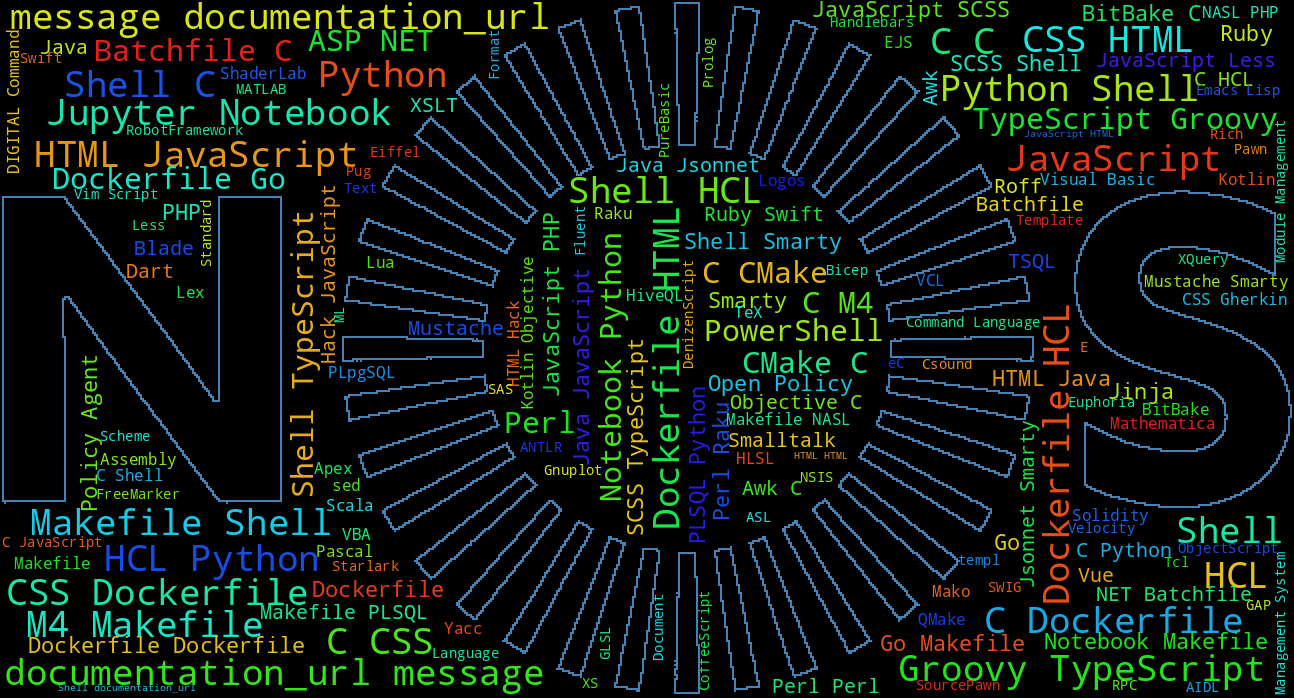 message documentation_url
JavaScript SCSS
Handlebars
BitBake C
NASL PHP
Java
Swift
Batchfile C
ASP NET
Format
Prolog
EJS
C C
CSS HTML
Ruby
DIGITAL Command
Shell C
ShaderLab
MATLAB
Python
SCSS Shell
JavaScript Less
C HCL
Emacs Lisp
Awk
Python Shell
Jupyter Notebook
XSLT
PureBasic
TypeScript Groovy
RobotFramework
JavaScript HTML
Rich
Pawn
HTML JavaScript
Eiffel
Java Jsonnet
JavaScript
Module Management
Dockerfile Go
Pug
Text
Logos
Roff
Visual Basic
Kotlin
Vim Script
Shell HCL
Batchfile
PHP
Less
Standard
Raku
Ruby Swift
Template
Blade
Dart
Lex
Lua
Fluent
Shell Smarty
TSQL
XQuery
Mustache Smarty
CSS Gherkin
Shell TypeScript
Hack JavaScript
ML
JavaScript PHP
Kotlin Objective
Java JavaScript
Notebook Python
Dockerfile HTML
C CMake
Bicep
VCL
HiveQL
DenizenScript
Smarty
C M4
TeX
Mustache
HTML Hack
PowerShell
Command Language
PLpgSQL
SAS
CMake C
eC
Csound
E
Open Policy
HTML Java
Jinja
Objective C
Euphoria
BitBake
Policy Agent
Perl
Makefile NASL
Mathematica
Scheme
ANTLR
SCSS TypeScript
PLSQL Python
Perl Raku
Smalltalk
HLSL
HTML HTML
Assembly
C Shell
FreeMarker
Apex
sed
Scala
Gnuplot
Awk C
NSIS
ASL
Jsonnet Smarty
Dockerfile HCL
Makefile Shell
VBA
Solidity
Velocity
Shell
C JavaScript
HCL Python
Pascal
Starlark
Go
C Python
ObjectScript
Makefile
templ
Tcl
Vue
HCL
CSS Dockerfile
Dockerfile
Mako
SWIG
NET Batchfile
GAP
M4 Makefile
Makefile PLSQL
QMake
C Dockerfile
Yacc
GLSL
Document
CoffeeScript
Management System
Dockerfile Dockerfile
C CSS
Language
Go Makefile
Notebook Makefile
documentation_url message
XS
Groovy TypeScript
Shell documentation_url
Perl Perl
SourcePawn
RPC
AIDL